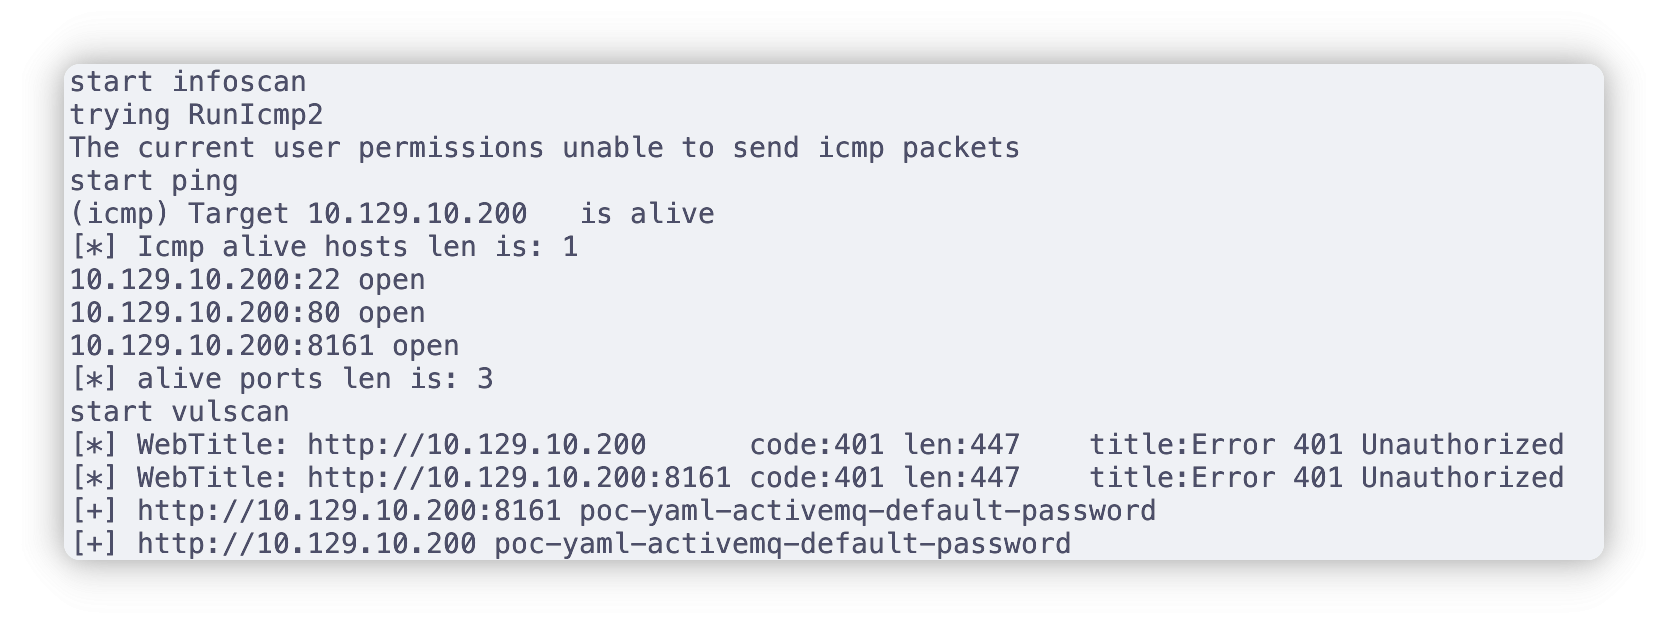 start infoscan
trying RunIcmp2
The current user permissions unable to send icmp packets
start ping
(icmp) Target 10.129.10.200   is alive
[*] Icmp alive hosts len is: 1
10.129.10.200:22 open
10.129.10.200:80 open
10.129.10.200:8161 open
[*] alive ports len is: 3
start vulscan
[*] WebTitle: http://10.129.10.200      code:401 len:447    title:Error 401 Unauthorized
[*] WebTitle: http://10.129.10.200:8161 code:401 len:447    title:Error 401 Unauthorized
[+] http://10.129.10.200:8161 poc-yaml-activemq-default-password
[+] http://10.129.10.200 poc-yaml-activemq-default-password